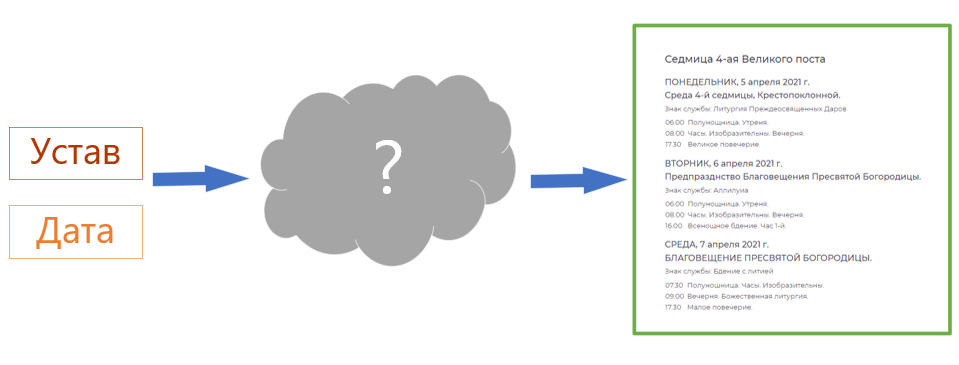 Устав
Дата
?
Седмица 4-ая Великого поста
ПОНЕДЕЛЬНИК, 5 апреля 2021 г.
Среда 4-й седмицы, Крестопоклонной.
Знак службы: Литургия Преждеосвященных Даров
06.00 Полунощница. Утреня.
08.00 Часы. Изобразительны. Вечерня.
17.30 Великое повечерие.
ВТОРНИК, 6 апреля 2021 г.
Предпразднство Благовещения Пресвятой Богородицы.
Знак службы: Аллилуиа
06.00 Полунощница. Утреня.
08.00 Часы. Изобразительны. Вечерня.
16.00 Всенощное бдение. Час 1-й.
СРЕДА, 7 апреля 2021 г.
БЛАГОВЕЩЕНИЕ ПРЕСВЯТОЙ БОГОРОДИЦЫ.
Знак службы: Бдение с литией
07.30 Полунощница. Часы. Изобразительны.
09.00 Вечерня. Божественная литургия.
17.30 Малое повечерие.